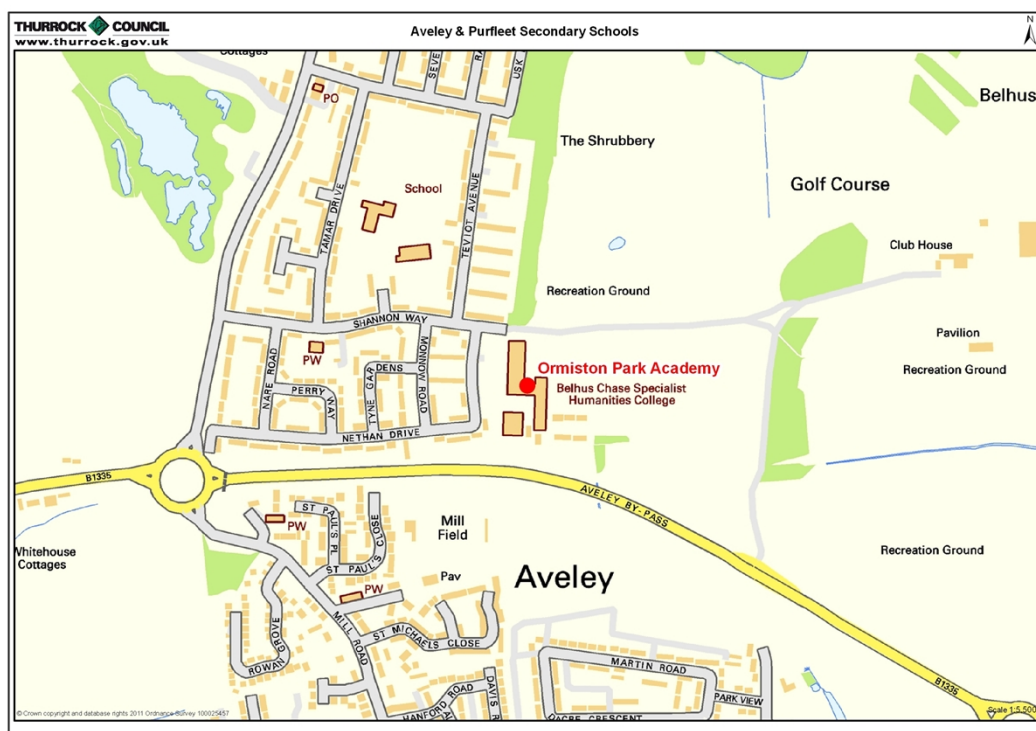 THURROCK COUNCIL
www.thurrock.gov.uk
Aveley & Purfleet Secondary Schools
N
Cottages
SEVE
RA
USK
PO
Belhus
The Shrubbery
Golf Course
School
TAMAR DRIVE
TEVIOT AVENUE
Club House
Recreation Ground
SHANNON WAY
Pavilion
PW
NARE ROAD
PERRY WAY
TYNE GARDENS
MONNOW ROAD
Ormiston Park Academy
Belhus Chase Specialist
Humanities College
Recreation Ground
NETHAN DRIVE
B1335
AVELEY BY-PASS
PW
ST PAUL'S PL
ST PAUL'S CLOSE
Mill
Field
Whitehouse
Cottages
Recreation Ground
Pav
Aveley
PW
MILL ROAD
ST MICHAELS CLOSE
ROWAN GROVE
MARTIN ROAD
PARK VIEW
HANFORD ROAD
DAVIS R
ACRE CRESCENT
B1335
© Crown copyright and database rights 2011 Ordnance Survey 100025457
Scale 1:5,500